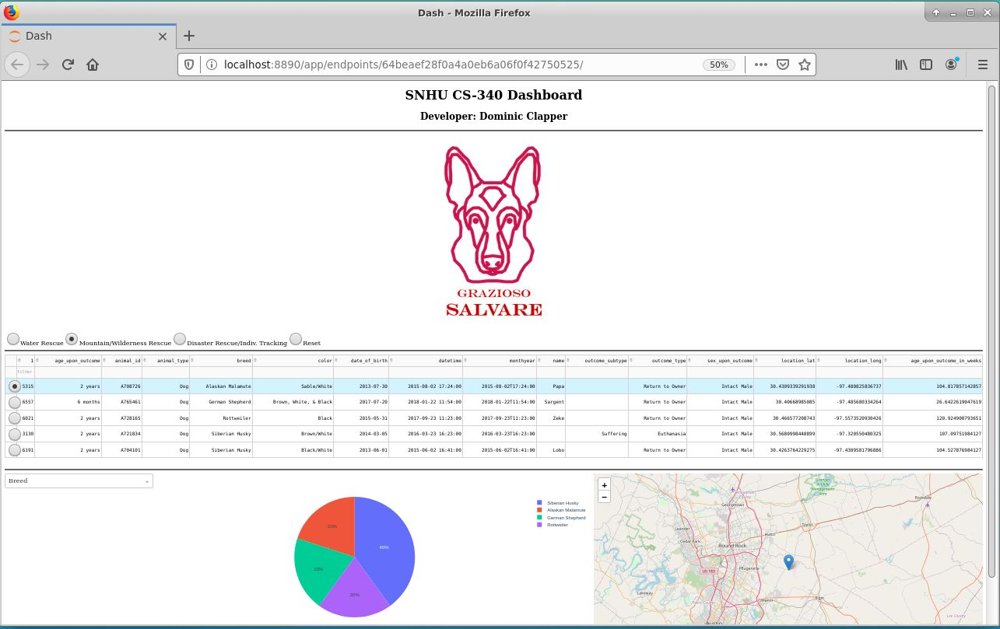 Dash - Mozilla Firefox
Dash
localhost:8890/app/endpoints/64beaef28f0a4a0eb6a06f0f42750525/ 50%
SNHU CS-340 Dashboard
Developer: Dominic Clapper
GRAZIOSO
SALVARE
Water Rescue Mountain/Wilderness Rescue Disaster Rescue/Indiv. Tracking Reset
1 age_upon_outcome animal_id animal_type breed color date_of_birth datetime monthyear name outcome_subtype outcome_type sex_upon_outcome location_lat location_long age_upon_outcome_in_weeks
filter
5315 2 years A708726 Dog Alaskan Malamute Sable/White 2013-07-30 2015-08-02 17:24:00 2015-08-02T17:24:00 Papa Return to Owner Intact Male 30.4309339291938 -97.480825836737 104.817857142857
6557 6 months A765461 Dog German Shepherd Brown, White, & Black 2017-07-20 2018-01-22 11:54:00 2018-01-22T11:54:00 Sargent Return to Owner Intact Male 30.40668985085 -97.485680334264 26.6422619047619
6021 2 years A728165 Dog Rottweiler Black 2015-05-31 2017-09-23 11:23:00 2017-09-23T11:23:00 Zeke Return to Owner Intact Male 30.466577208743 -97.5573520930426 120.924900793651
3130 2 years A721834 Dog Siberian Husky Brown/White 2014-03-05 2016-03-23 16:23:00 2016-03-23T16:23:00 Suffering Euthanasia Intact Male 30.5680998448899 -97.320550480325 107.09751984127
6191 2 years A704101 Dog Siberian Husky Black/White 2013-06-01 2015-06-02 16:41:00 2015-06-02T16:41:00 Lobo Return to Owner Intact Male 30.4263764229275 -97.4309581796886 104.527876984127
Breed
Siberian Husky
Alaskan Malamute
German Shepherd
Rottweiler
20%
40%
20%
20%
+
−
Granger Wildlife Management Area
Rockdale
Georgetown
Taylor
Leander
Hutto
Cedar Park
Round Rock
Pflugerville
US 183
Lakeway
Manor
Elgin
Travis County
Lee County
Austin